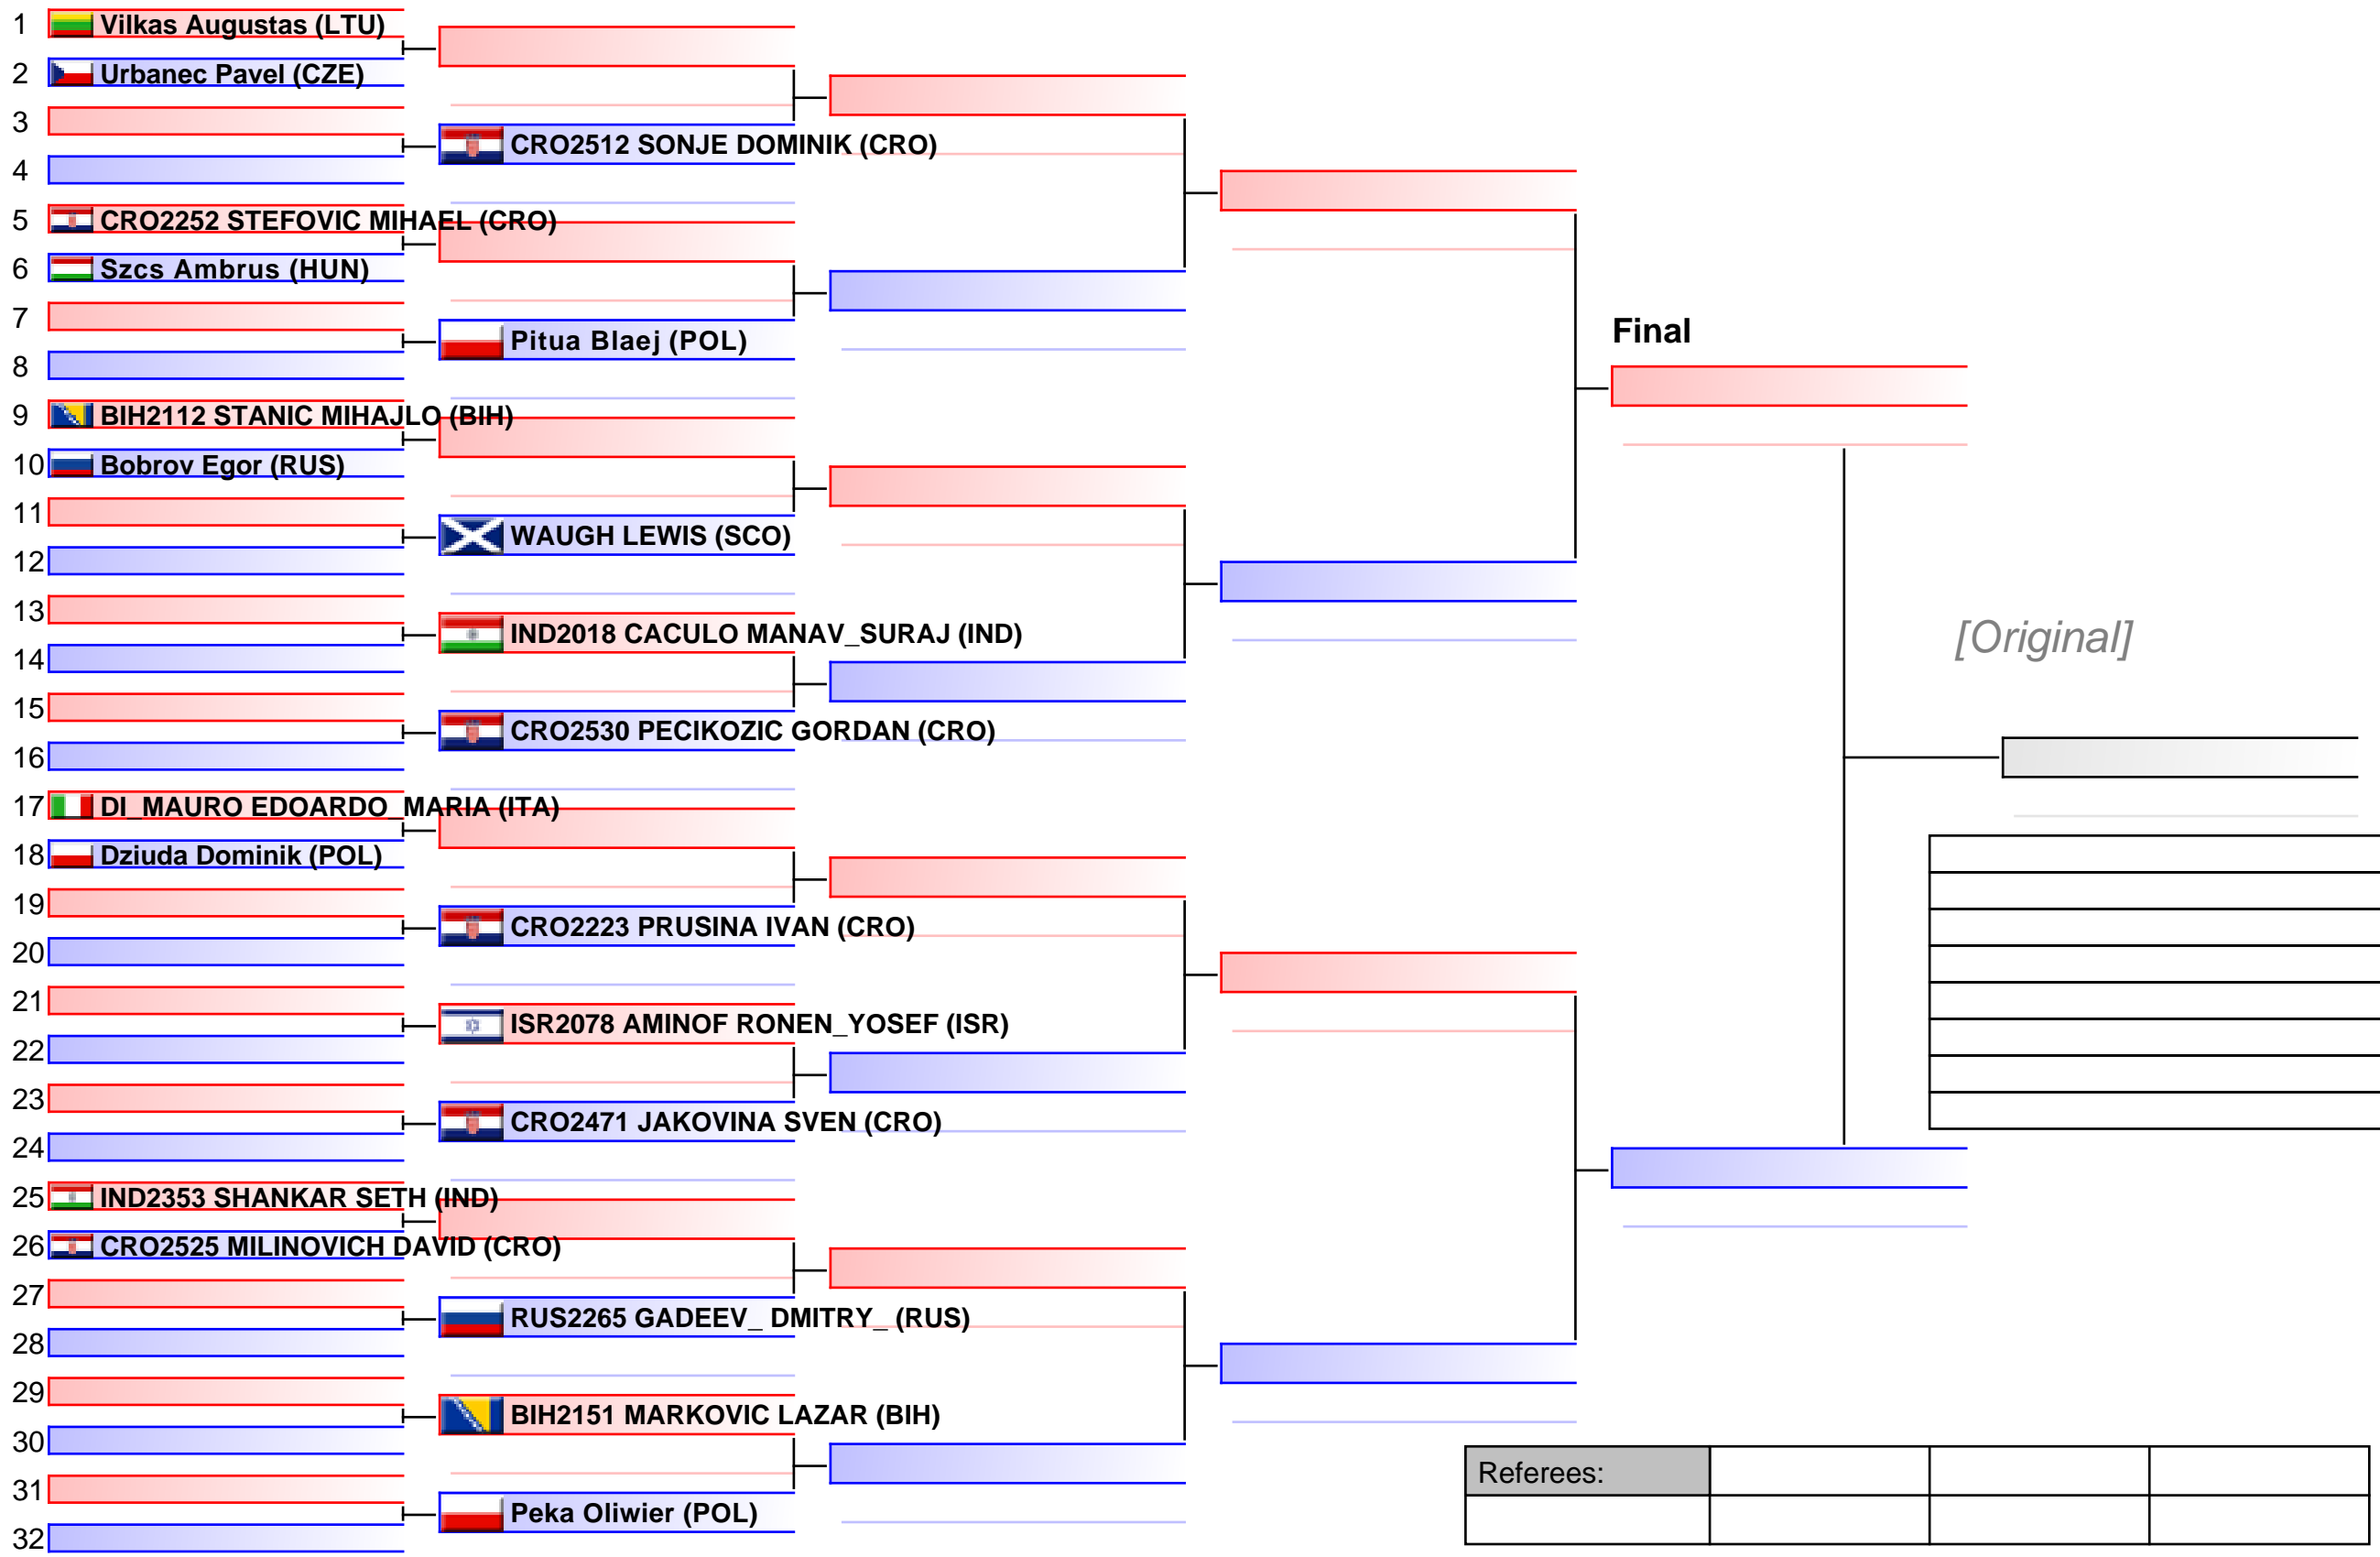 1 Vilkas Augustas (LTU)
2 Urbanec Pavel (CZE)
3
CRO2512 SONJE DOMINIK (CRO)
4
5 CRO2252 STEFOVIC MIHAEL (CRO)
6 Szcs Ambrus (HUN)
7
Pitua Blaej (POL)
8
Final
9 BIH2112 STANIC MIHAJLO (BIH)
10 Bobrov Egor (RUS)
11
WAUGH LEWIS (SCO)
12
13
IND2018 CACULO MANAV_SURAJ (IND)
14
[Original]
15
CRO2530 PECIKOZIC GORDAN (CRO)
16
17 DI_MAURO EDOARDO_MARIA (ITA)
18 Dziuda Dominik (POL)
19
CRO2223 PRUSINA IVAN (CRO)
20
21
ISR2078 AMINOF RONEN_YOSEF (ISR)
22
23
CRO2471 JAKOVINA SVEN (CRO)
24
25 IND2353 SHANKAR SETH (IND)
26 CRO2525 MILINOVICH DAVID (CRO)
27
RUS2265 GADEEV_ DMITRY_ (RUS)
28
29
BIH2151 MARKOVIC LAZAR (BIH)
30
Referees:
31
Peka Oliwier (POL)
32